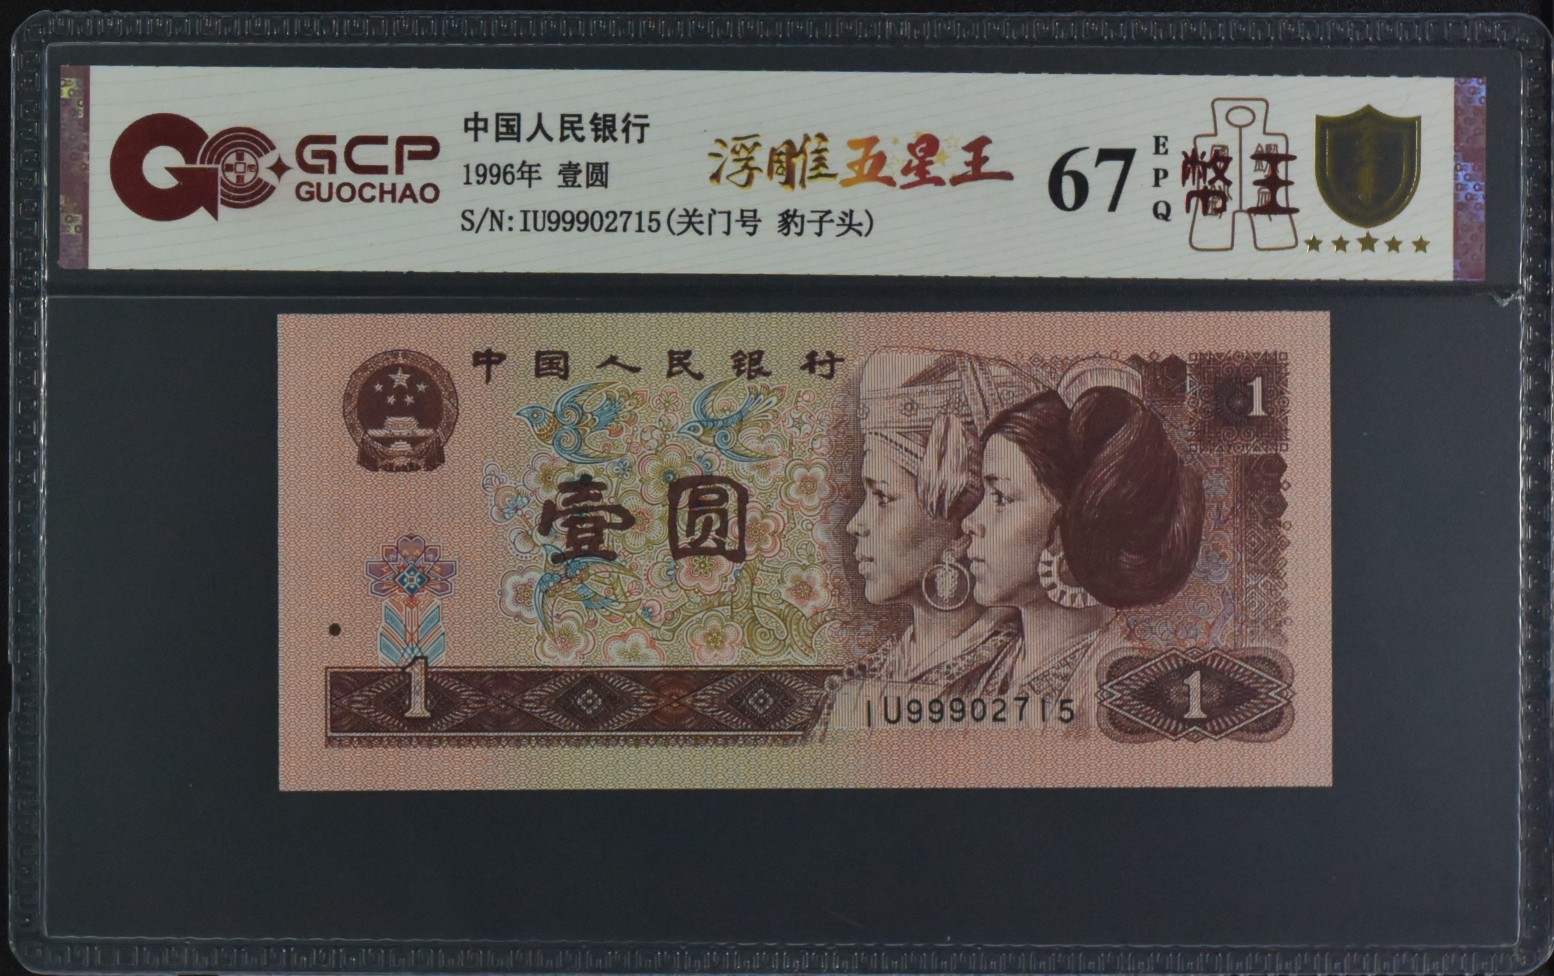 GCP
GUOCHAO
中国人民银行
1996年 壹圆
S/N:IU99902715(关门号 豹子头)
浮雕五星王
67
E
P
Q
中国人民银行
1
壹圆
1
IU99902715
1